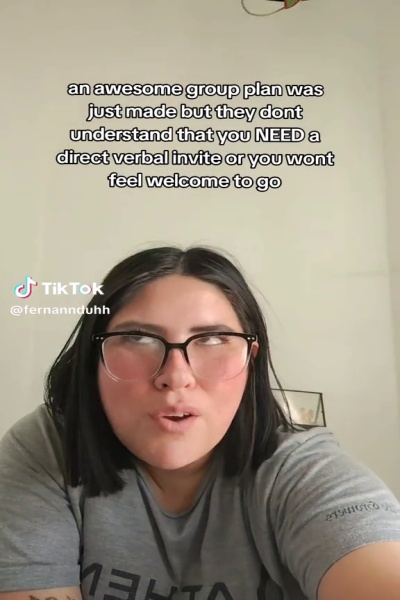 an awesome group plan was
just made but they dont
understand that you NEED a
direct verbal invite or you wont
feel welcome to go
TikTok
@fernannduhh